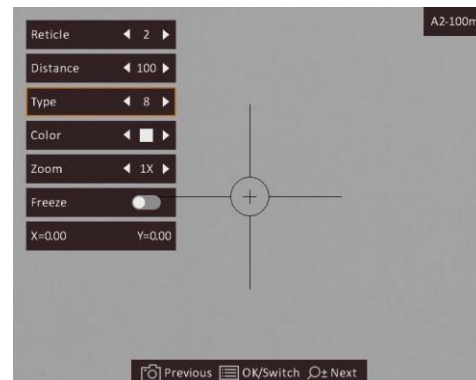 A2-100m
Reticle 2
Distance 100
Type 8
Color
Zoom 1X
Freeze
X=0.00 Y=0.00
Previous OK/Switch Next